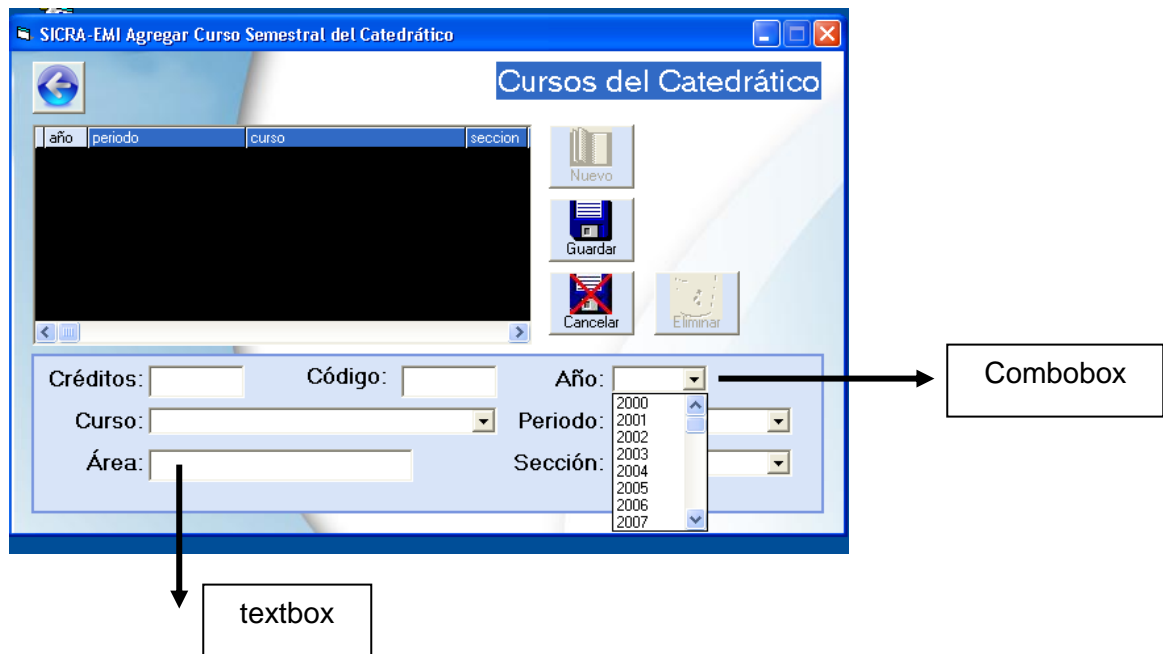 SICRA-EMI Agregar Curso Semestral del Catedrático
Cursos del Catedrático
año periodo curso seccion
Nuevo
Guardar
Cancelar Eliminar
Créditos: Código: Año:
Combobox
Curso: Periodo:
Área: Sección:
2000
2001
2002
2003
2004
2005
2006
2007
textbox